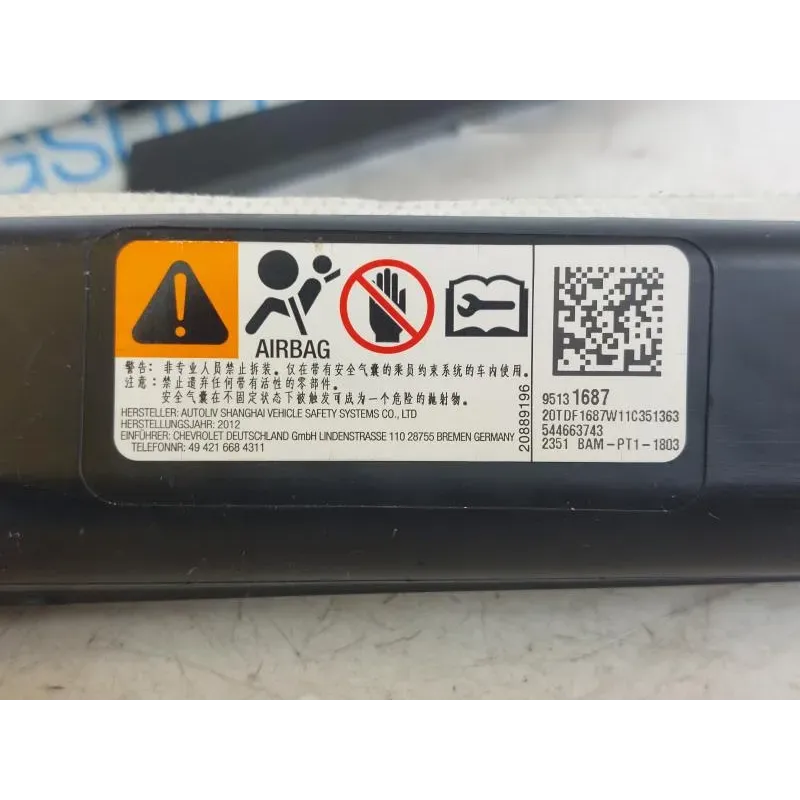 GSDM
AIRBAG
警告: 非专业人员禁止拆装。仅在带有安全气囊的乘员约束系统的车内使用。
注意: 禁止遗弃任何带有活性的零部件。
安全气囊在不固定状态下被触发可成为一个危险的抛射物。
HERSTELLER: AUTOLIV SHANGHAI VEHICLE SAFETY SYSTEMS CO., LTD
HERSTELLUNGSJAHR: 2012
EINFÜHRER: CHEVROLET DEUTSCHLAND GmbH LINDENSTRASSE 110 28755 BREMEN GERMANY
TELEFONNR: 49 421 668 4311
20889196
9513 1687
20TDF1687W11C351363
544663743
2351 BAM-PT1-1803